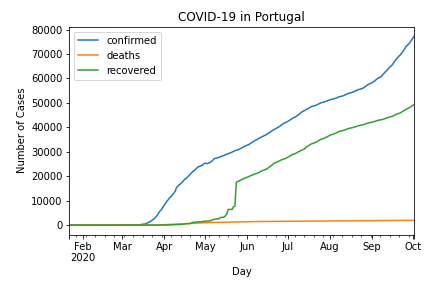 COVID-19 in Portugal
confirmed
deaths
recovered
80000
70000
60000
50000
40000
30000
20000
10000
0
Number of Cases
Feb Mar Apr May Jun Jul Aug Sep Oct
2020
Day